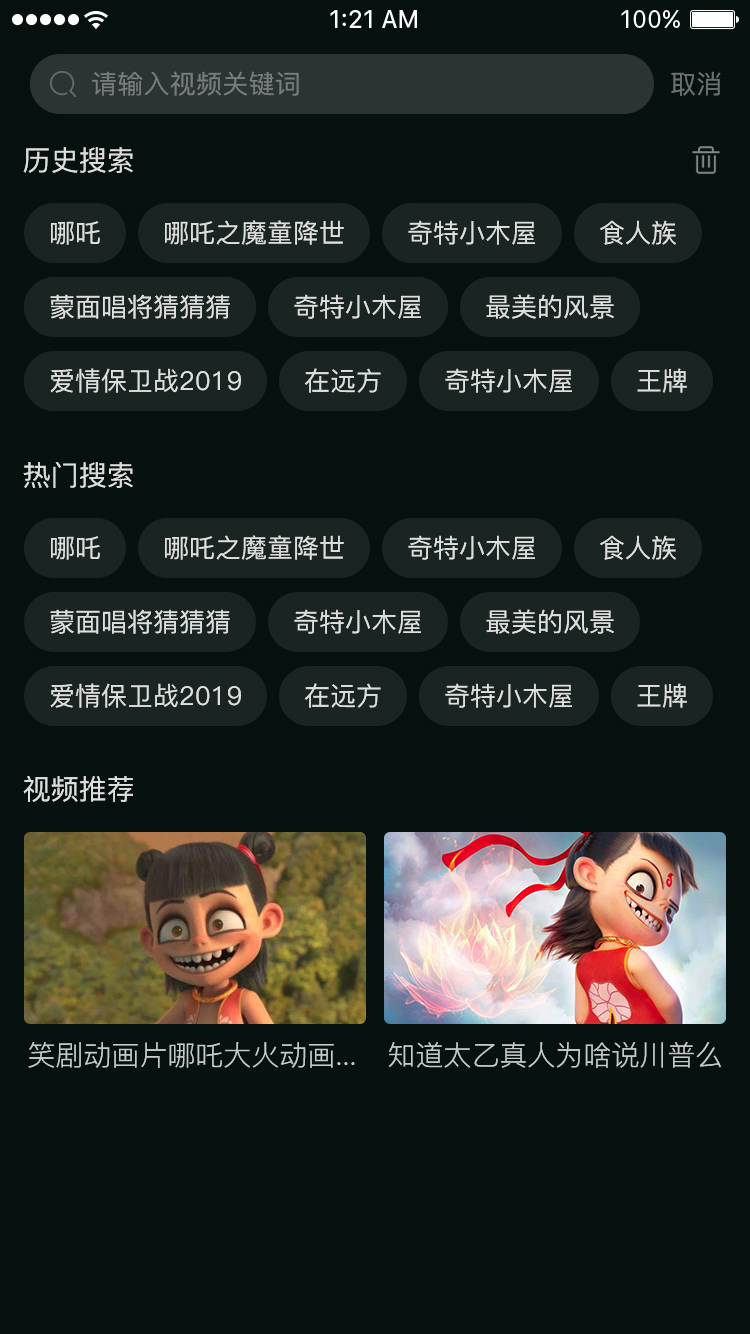 1:21 AM 100%
请输入视频关键词 取消
历史搜索
哪吒 哪吒之魔童降世 奇特小木屋 食人族
蒙面唱将猜猜猜 奇特小木屋 最美的风景
爱情保卫战2019 在远方 奇特小木屋 王牌
热门搜索
哪吒 哪吒之魔童降世 奇特小木屋 食人族
蒙面唱将猜猜猜 奇特小木屋 最美的风景
爱情保卫战2019 在远方 奇特小木屋 王牌
视频推荐
笑剧动画片哪吒大火动画... 知道太乙真人为啥说川普么